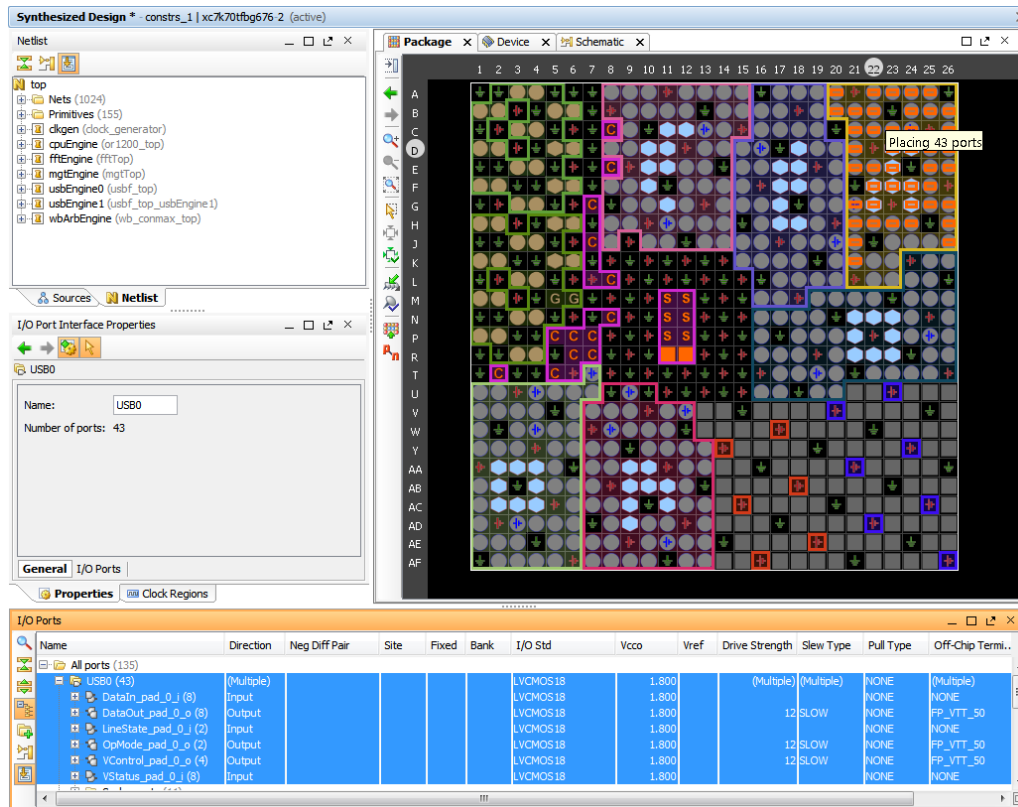 Synthesized Design * - constrs_1 | xc7k70tfbg676-2 (active)
Netlist
top
Nets (1024)
Primitives (155)
clkgen (clock_generator)
cpuEngine (or1200_top)
fftEngine (fftTop)
mgtEngine (mgtTop)
usbEngine0 (usbf_top)
usbEngine1 (usbf_top_usbEngine1)
wbArbEngine (wb_conmax_top)
Sources Netlist
I/O Port Interface Properties
USB0
Name: USB0
Number of ports: 43
General I/O Ports
Properties Clock Regions
Package Device Schematic
1 2 3 4 5 6 7 8 9 10 11 12 13 14 15 16 17 18 19 20 21 22 23 24 25 26
A
B
C C
D
Placing 43 ports
E C
F
G C
H
J C
K
L C
M G G S S
N C S S
P C C C S S
R C C
T C C
U
V
W
Y
AA
AB
AC
AD
AE
AF
I/O Ports
Name Direction Neg Diff Pair Site Fixed Bank I/O Std Vcco Vref Drive Strength Slew Type Pull Type Off-Chip Termi..
All ports (135)
USB0 (43) (Multiple) LVCMOS18 1.800 (Multiple) (Multiple) NONE (Multiple)
DataIn_pad_0_i (8) Input LVCMOS18 1.800 NONE NONE
DataOut_pad_0_o (8) Output LVCMOS18 1.800 12 SLOW NONE FP_VTT_50
LineState_pad_0_i (2) Input LVCMOS18 1.800 NONE NONE
OpMode_pad_0_o (2) Output LVCMOS18 1.800 12 SLOW NONE FP_VTT_50
VControl_pad_0_o (4) Output LVCMOS18 1.800 12 SLOW NONE FP_VTT_50
VStatus_pad_0_i (8) Input LVCMOS18 1.800 NONE NONE